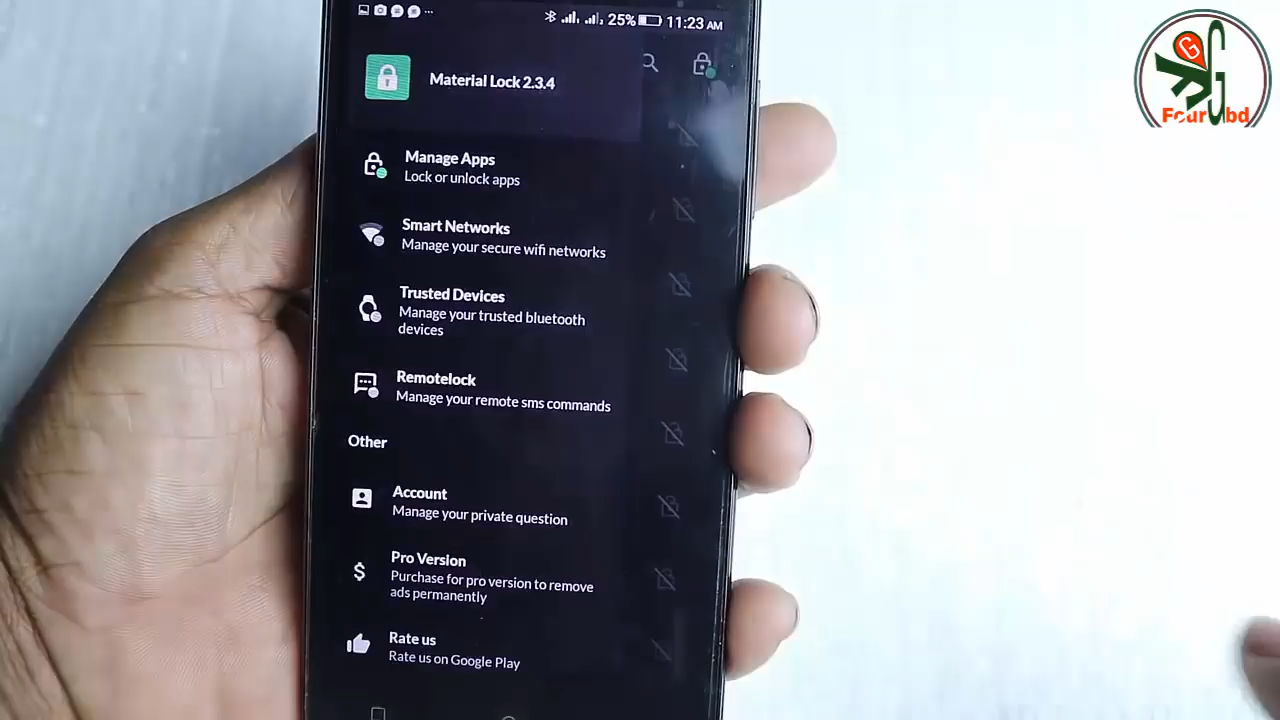 25% 11:23 AM
Material Lock 2.3.4
Manage Apps
Lock or unlock apps
Smart Networks
Manage your secure wifi networks
Trusted Devices
Manage your trusted bluetooth
devices
Remotelock
Manage your remote sms commands
Other
Account
Manage your private question
$
Pro Version
Purchase for pro version to remove
ads permanently
Rate us
Rate us on Google Play